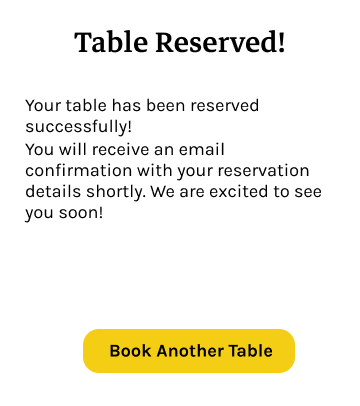 Table Reserved!
Your table has been reserved
successfully!
You will receive an email
confirmation with your reservation
details shortly. We are excited to see
you soon!
Book Another Table